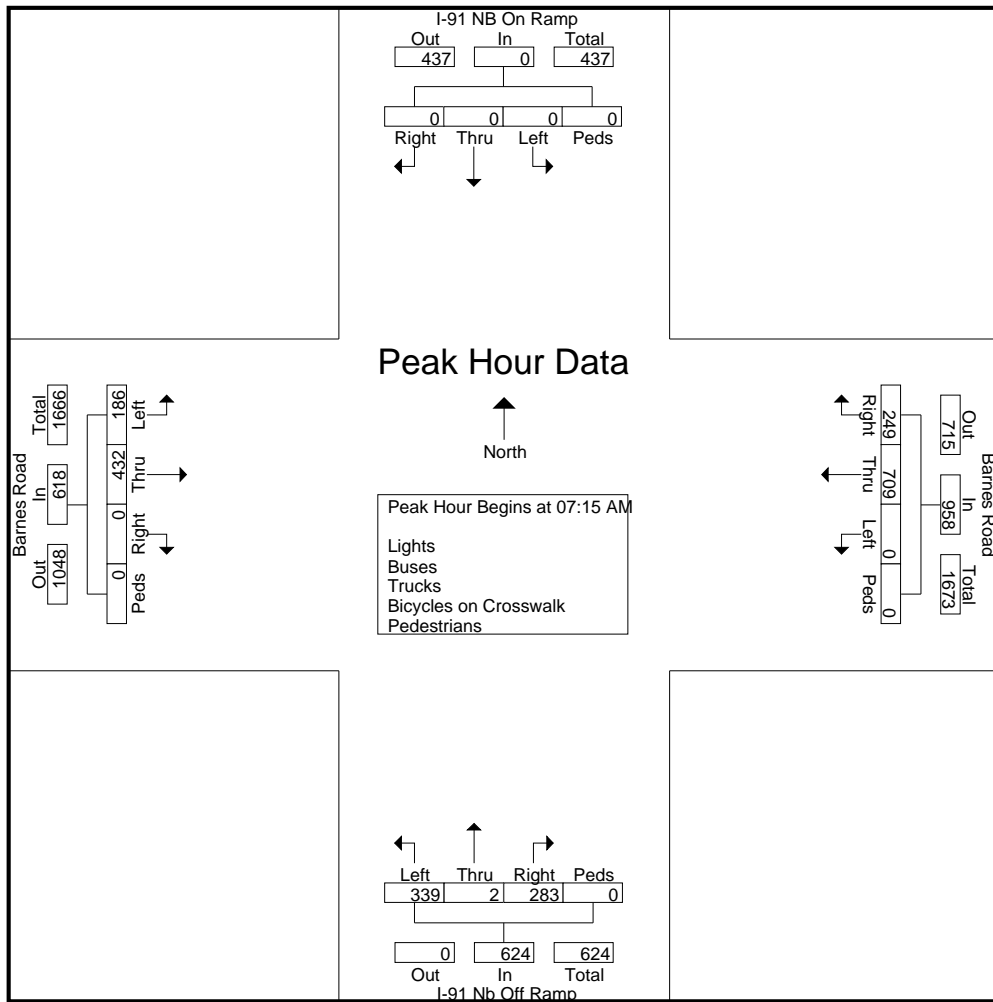 I-91 NB On Ramp
Out In Total
437 0 437
0 0 0 0
Right Thru Left Peds
Peak Hour Data
North
Peak Hour Begins at 07:15 AM
Lights
Buses
Trucks
Bicycles on Crosswalk
Pedestrians
Barnes Road
Out In Total
1048 618 1666
0 0 432 186
Peds Right Thru Left
Barnes Road
Out In Total
715 958 1673
249 709 0 0
Right Thru Left Peds
Left Thru Right Peds
339 2 283 0
0 624 624
Out In Total
I-91 Nb Off Ramp